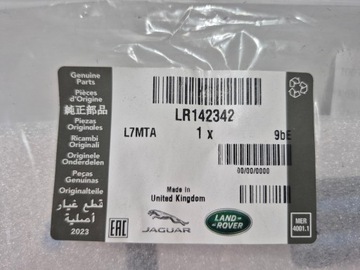 Genuine
Parts
Pièces
d'Origine
純正部品
Piezas
Originales
Ricambi
Originali
Originele
Onderdelen
Peças
Genuínas
Originalteile
قطع غيار
أصلية
2023
LR142342
L7MTA 1 x 9bE
00/00/0000
Made in
United Kingdom
EAC
JAGUAR
LAND-
ROVER
MER
4001.1